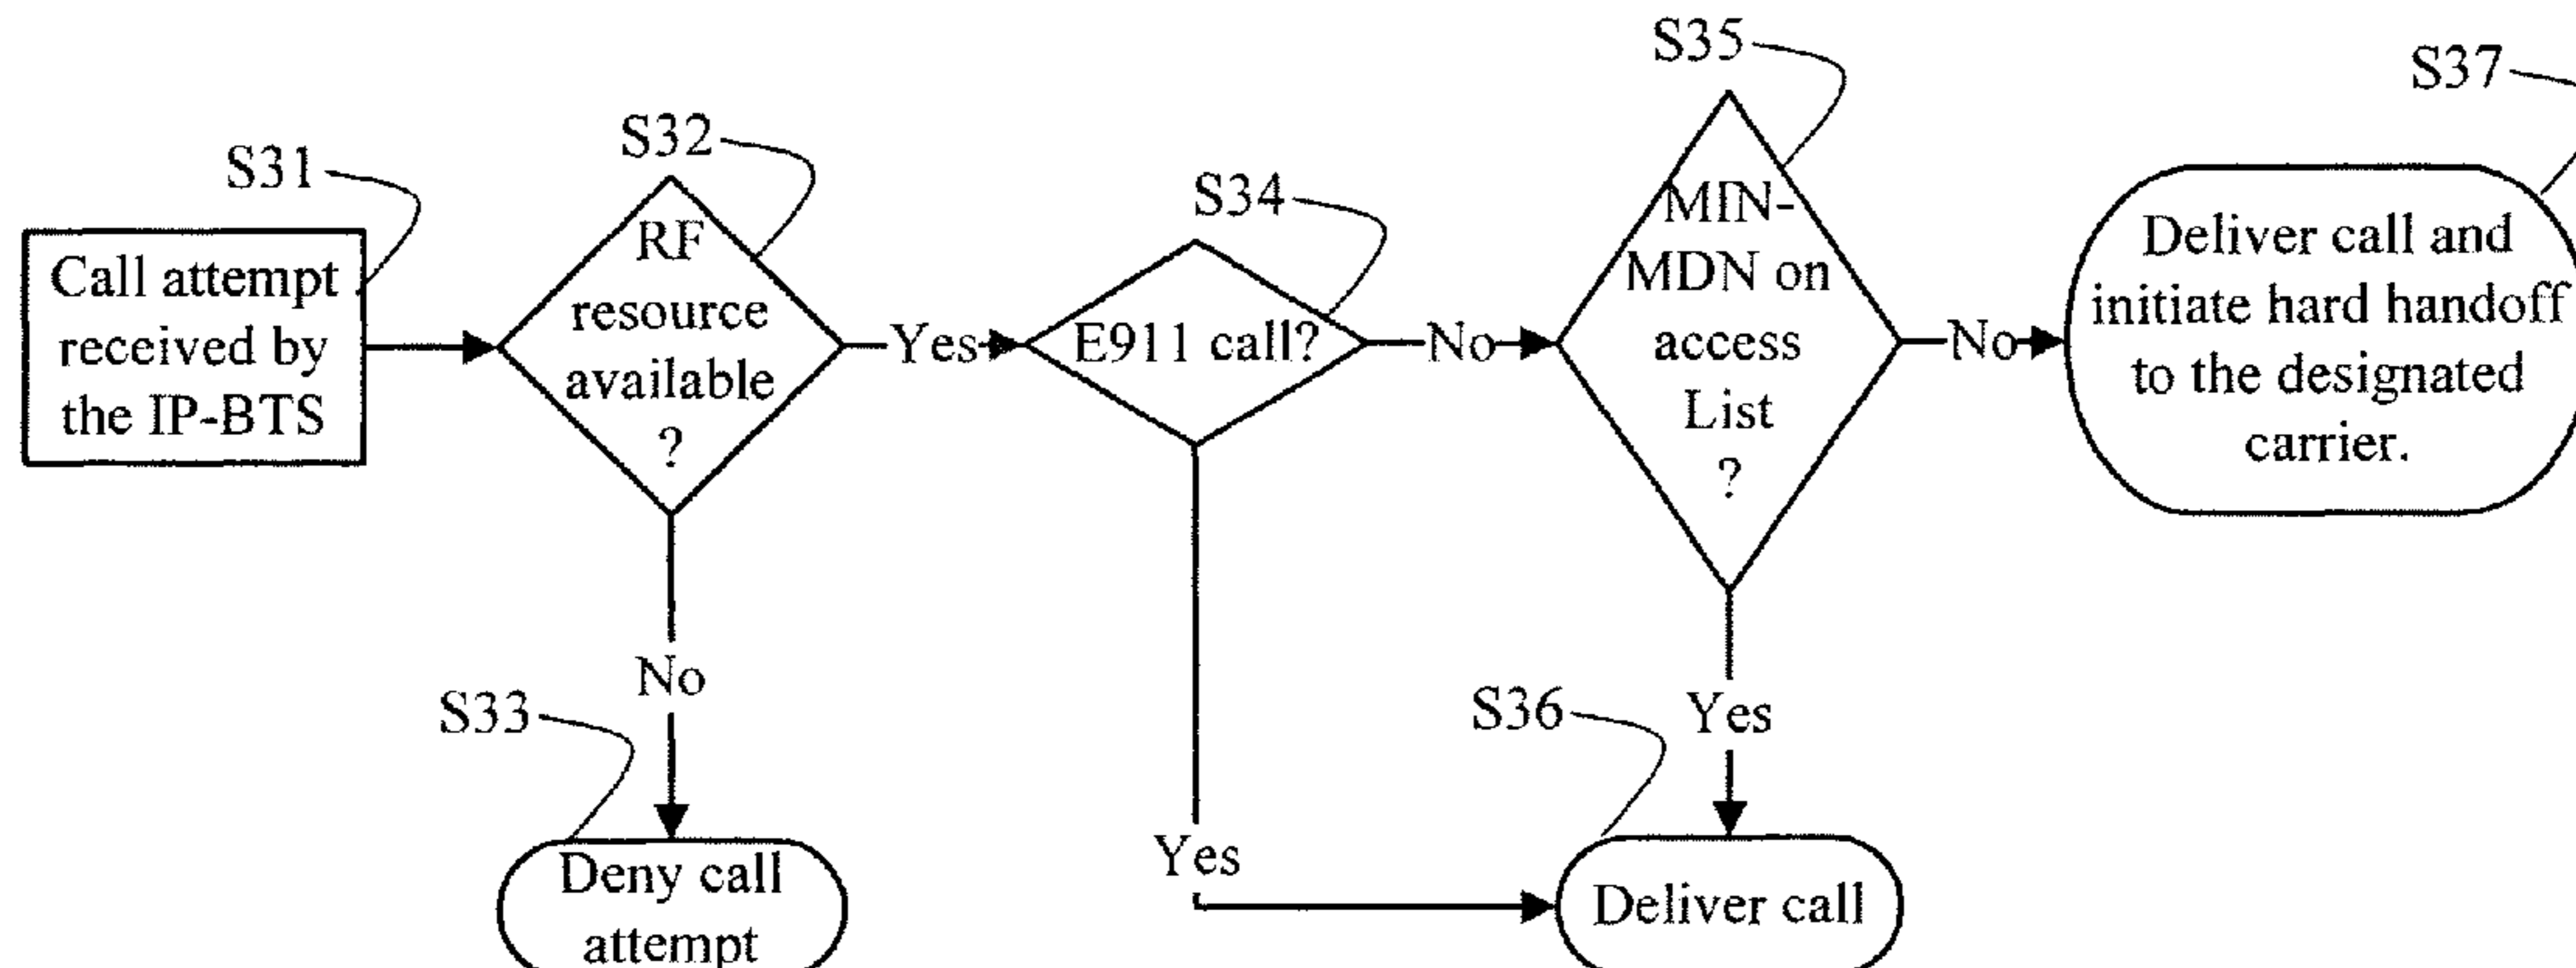 S31
Call attempt
received by
the IP-BTS
S32
RF
resource
available
?
Yes
No
S33
Deny call
attempt
S34
E911 call?
No
Yes
S35
MIN-
MDN on
access
List
?
No
Yes
S36
Deliver call
S37
Deliver call and
initiate hard handoff
to the designated
carrier.